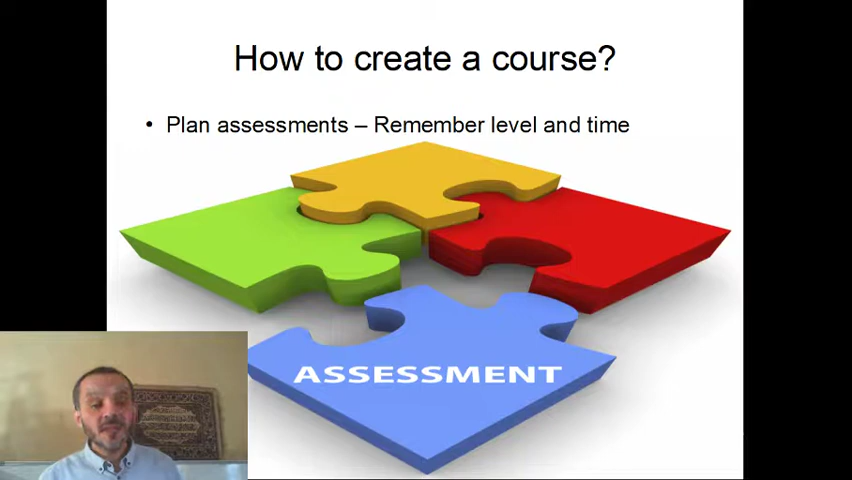 How to create a course?
• Plan assessments – Remember level and time
ASSESSMENT